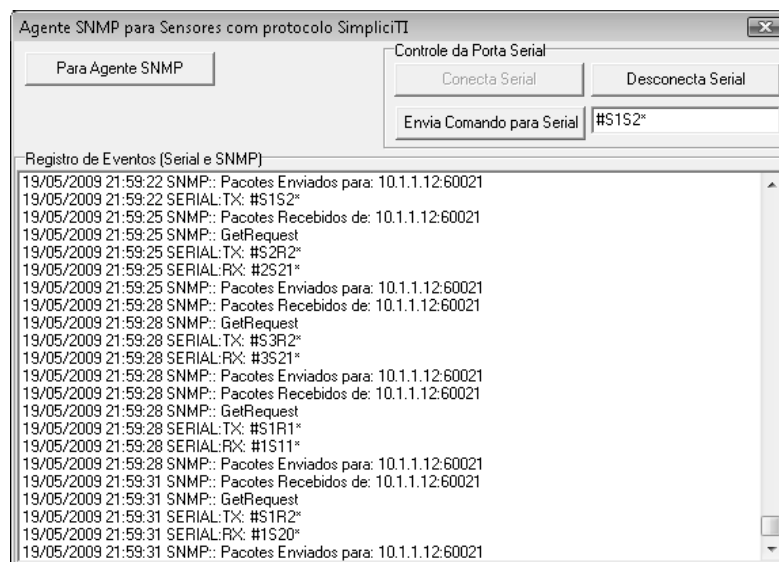 Agente SNMP para Sensores com protocolo SimpliciTI
Para Agente SNMP
Controle da Porta Serial
Conecta Serial
Desconecta Serial
Envia Comando para Serial
#S1S2*
Registro de Eventos (Serial e SNMP)
19/05/2009 21:59:22 SNMP:: Pacotes Enviados para: 10.1.1.12:60021
19/05/2009 21:59:22 SERIAL:TX: #S1S2*
19/05/2009 21:59:25 SNMP:: Pacotes Recebidos de: 10.1.1.12:60021
19/05/2009 21:59:25 SNMP:: GetRequest
19/05/2009 21:59:25 SERIAL:TX: #S2R2*
19/05/2009 21:59:25 SERIAL:RX: #2S21*
19/05/2009 21:59:25 SNMP:: Pacotes Enviados para: 10.1.1.12:60021
19/05/2009 21:59:28 SNMP:: Pacotes Recebidos de: 10.1.1.12:60021
19/05/2009 21:59:28 SNMP:: GetRequest
19/05/2009 21:59:28 SERIAL:TX: #S3R2*
19/05/2009 21:59:28 SERIAL:RX: #3S21*
19/05/2009 21:59:28 SNMP:: Pacotes Enviados para: 10.1.1.12:60021
19/05/2009 21:59:28 SNMP:: Pacotes Recebidos de: 10.1.1.12:60021
19/05/2009 21:59:28 SNMP:: GetRequest
19/05/2009 21:59:28 SERIAL:TX: #S1R1*
19/05/2009 21:59:28 SERIAL:RX: #1S11*
19/05/2009 21:59:28 SNMP:: Pacotes Enviados para: 10.1.1.12:60021
19/05/2009 21:59:31 SNMP:: Pacotes Recebidos de: 10.1.1.12:60021
19/05/2009 21:59:31 SNMP:: GetRequest
19/05/2009 21:59:31 SERIAL:TX: #S1R2*
19/05/2009 21:59:31 SERIAL:RX: #1S20*
19/05/2009 21:59:31 SNMP:: Pacotes Enviados para: 10.1.1.12:60021